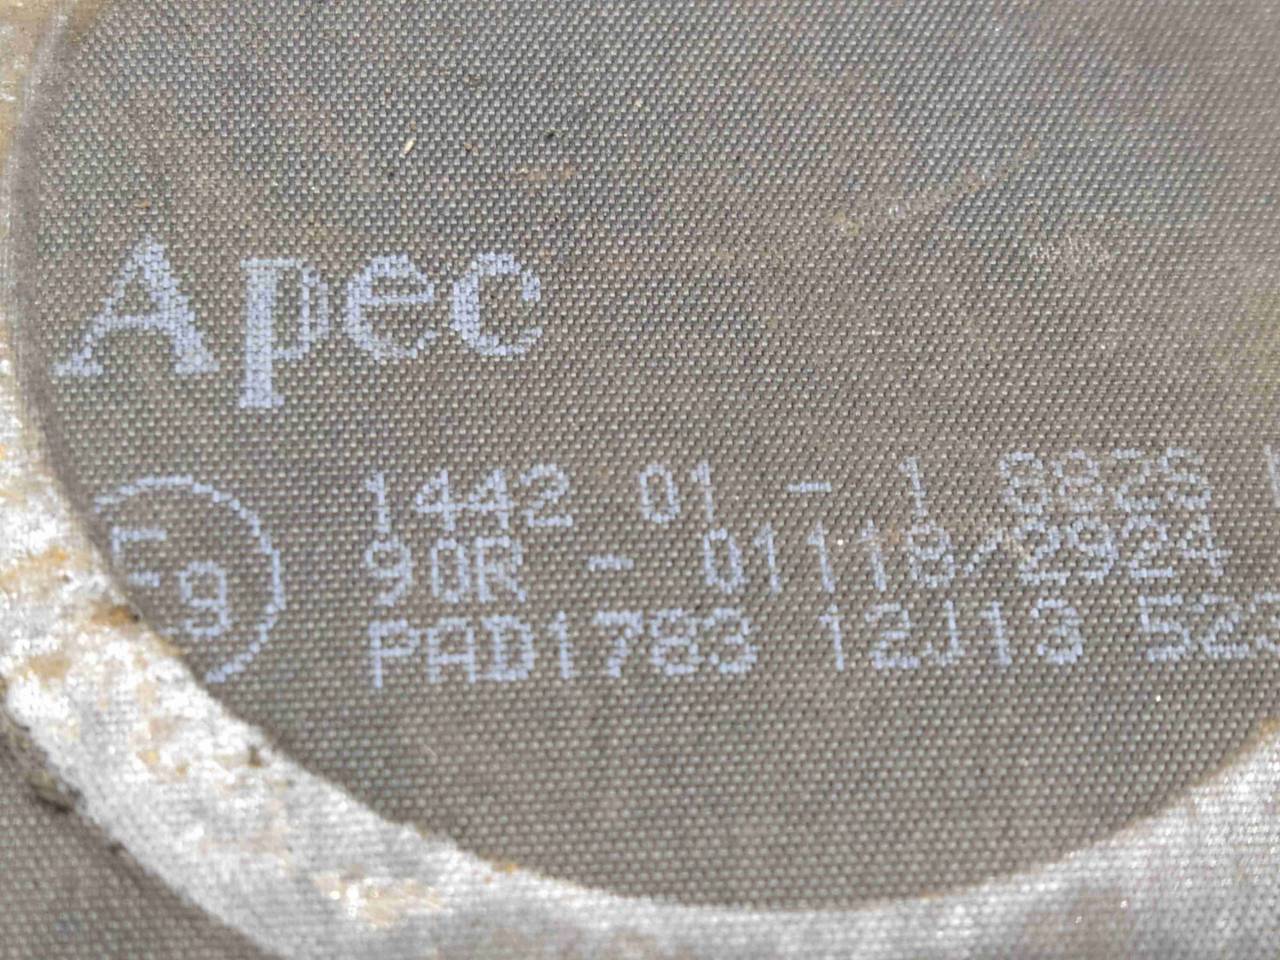 Apec
E9
1442 01 - 1 8825
90R - 01118/2924
PAD1783 12J13